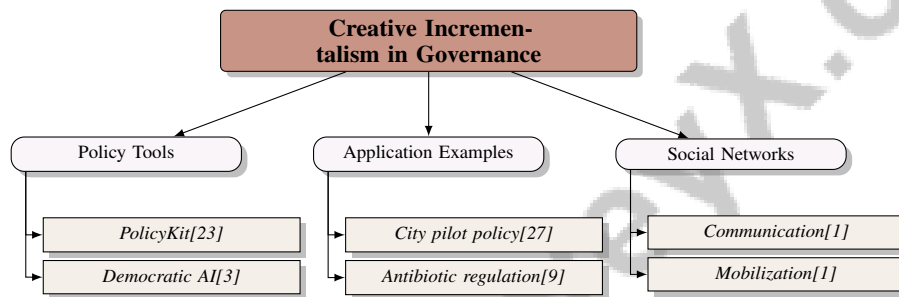 Creative Incremen-
talism in Governance
Policy Tools
Application Examples
Social Networks
PolicyKit[23]
City pilot policy[27]
Communication[1]
Democratic AI[3]
Antibiotic regulation[9]
Mobilization[1]